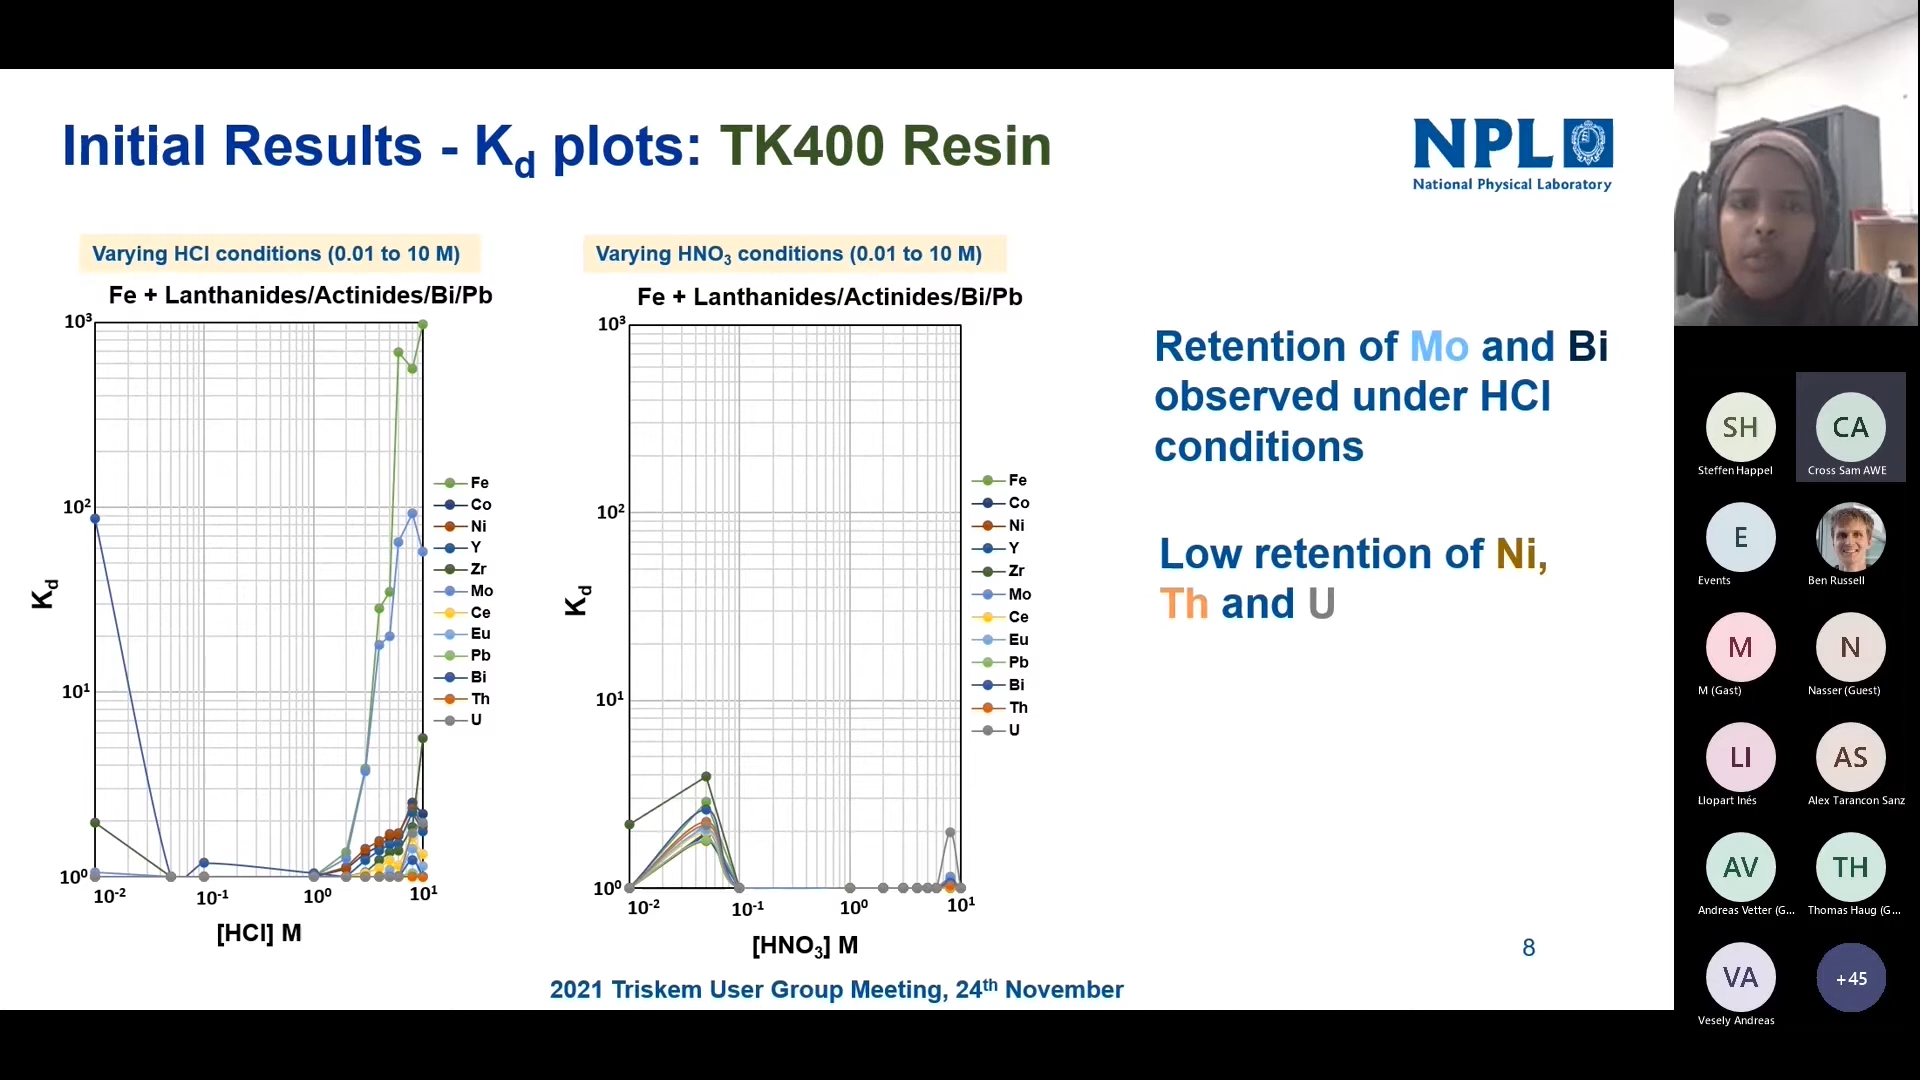 Initial Results - Kd plots: TK400 Resin
NPL
National Physical Laboratory
Varying HCl conditions (0.01 to 10 M)
Fe + Lanthanides/Actinides/Bi/Pb
10³
10²
10¹
10⁰
Kd
10⁻²
10⁻¹
10⁰
10¹
[HCl] M
Fe
Co
Ni
Y
Zr
Mo
Ce
Eu
Pb
Bi
Th
U
Varying HNO₃ conditions (0.01 to 10 M)
Fe + Lanthanides/Actinides/Bi/Pb
10³
10²
10¹
10⁰
Kd
10⁻²
10⁻¹
10⁰
10¹
[HNO₃] M
Fe
Co
Ni
Y
Zr
Mo
Ce
Eu
Pb
Bi
Th
U
Retention of Mo and Bi
observed under HCl
conditions
Low retention of Ni,
Th and U
8
2021 Triskem User Group Meeting, 24th November
SH
Steffen Happel
CA
Cross Sam AWE
E
Events
Ben Russell
M
M (Gast)
N
Nasser (Guest)
LI
Llopart Inés
AS
Alex Tarancon Sanz
AV
Andreas Vetter (G...
TH
Thomas Haug (G...
VA
Vesely Andreas
+45